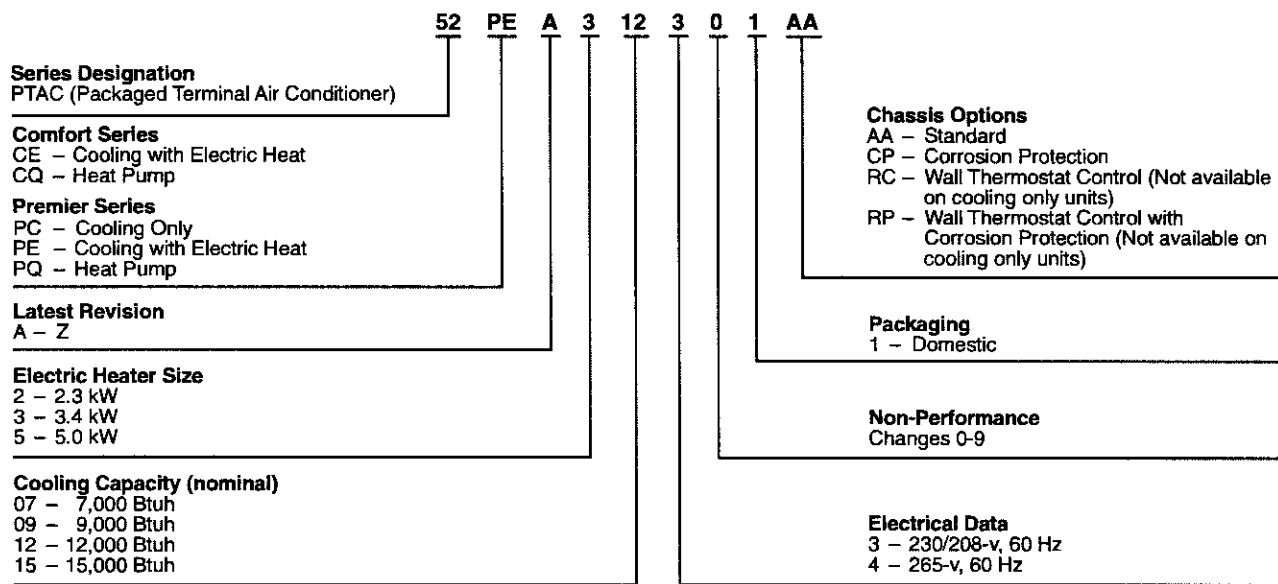 52 PE A 3 12 3 0 1 AA
Series Designation
PTAC (Packaged Terminal Air Conditioner)
Comfort Series
CE – Cooling with Electric Heat
CQ – Heat Pump
Premier Series
PC – Cooling Only
PE – Cooling with Electric Heat
PQ – Heat Pump
Latest Revision
A – Z
Electric Heater Size
2 – 2.3 kW
3 – 3.4 kW
5 – 5.0 kW
Cooling Capacity (nominal)
07 – 7,000 Btuh
09 – 9,000 Btuh
12 – 12,000 Btuh
15 – 15,000 Btuh
Chassis Options
AA – Standard
CP – Corrosion Protection
RC – Wall Thermostat Control (Not available
on cooling only units)
RP – Wall Thermostat Control with
Corrosion Protection (Not available on
cooling only units)
Packaging
1 – Domestic
Non-Performance
Changes 0-9
Electrical Data
3 – 230/208-v, 60 Hz
4 – 265-v, 60 Hz